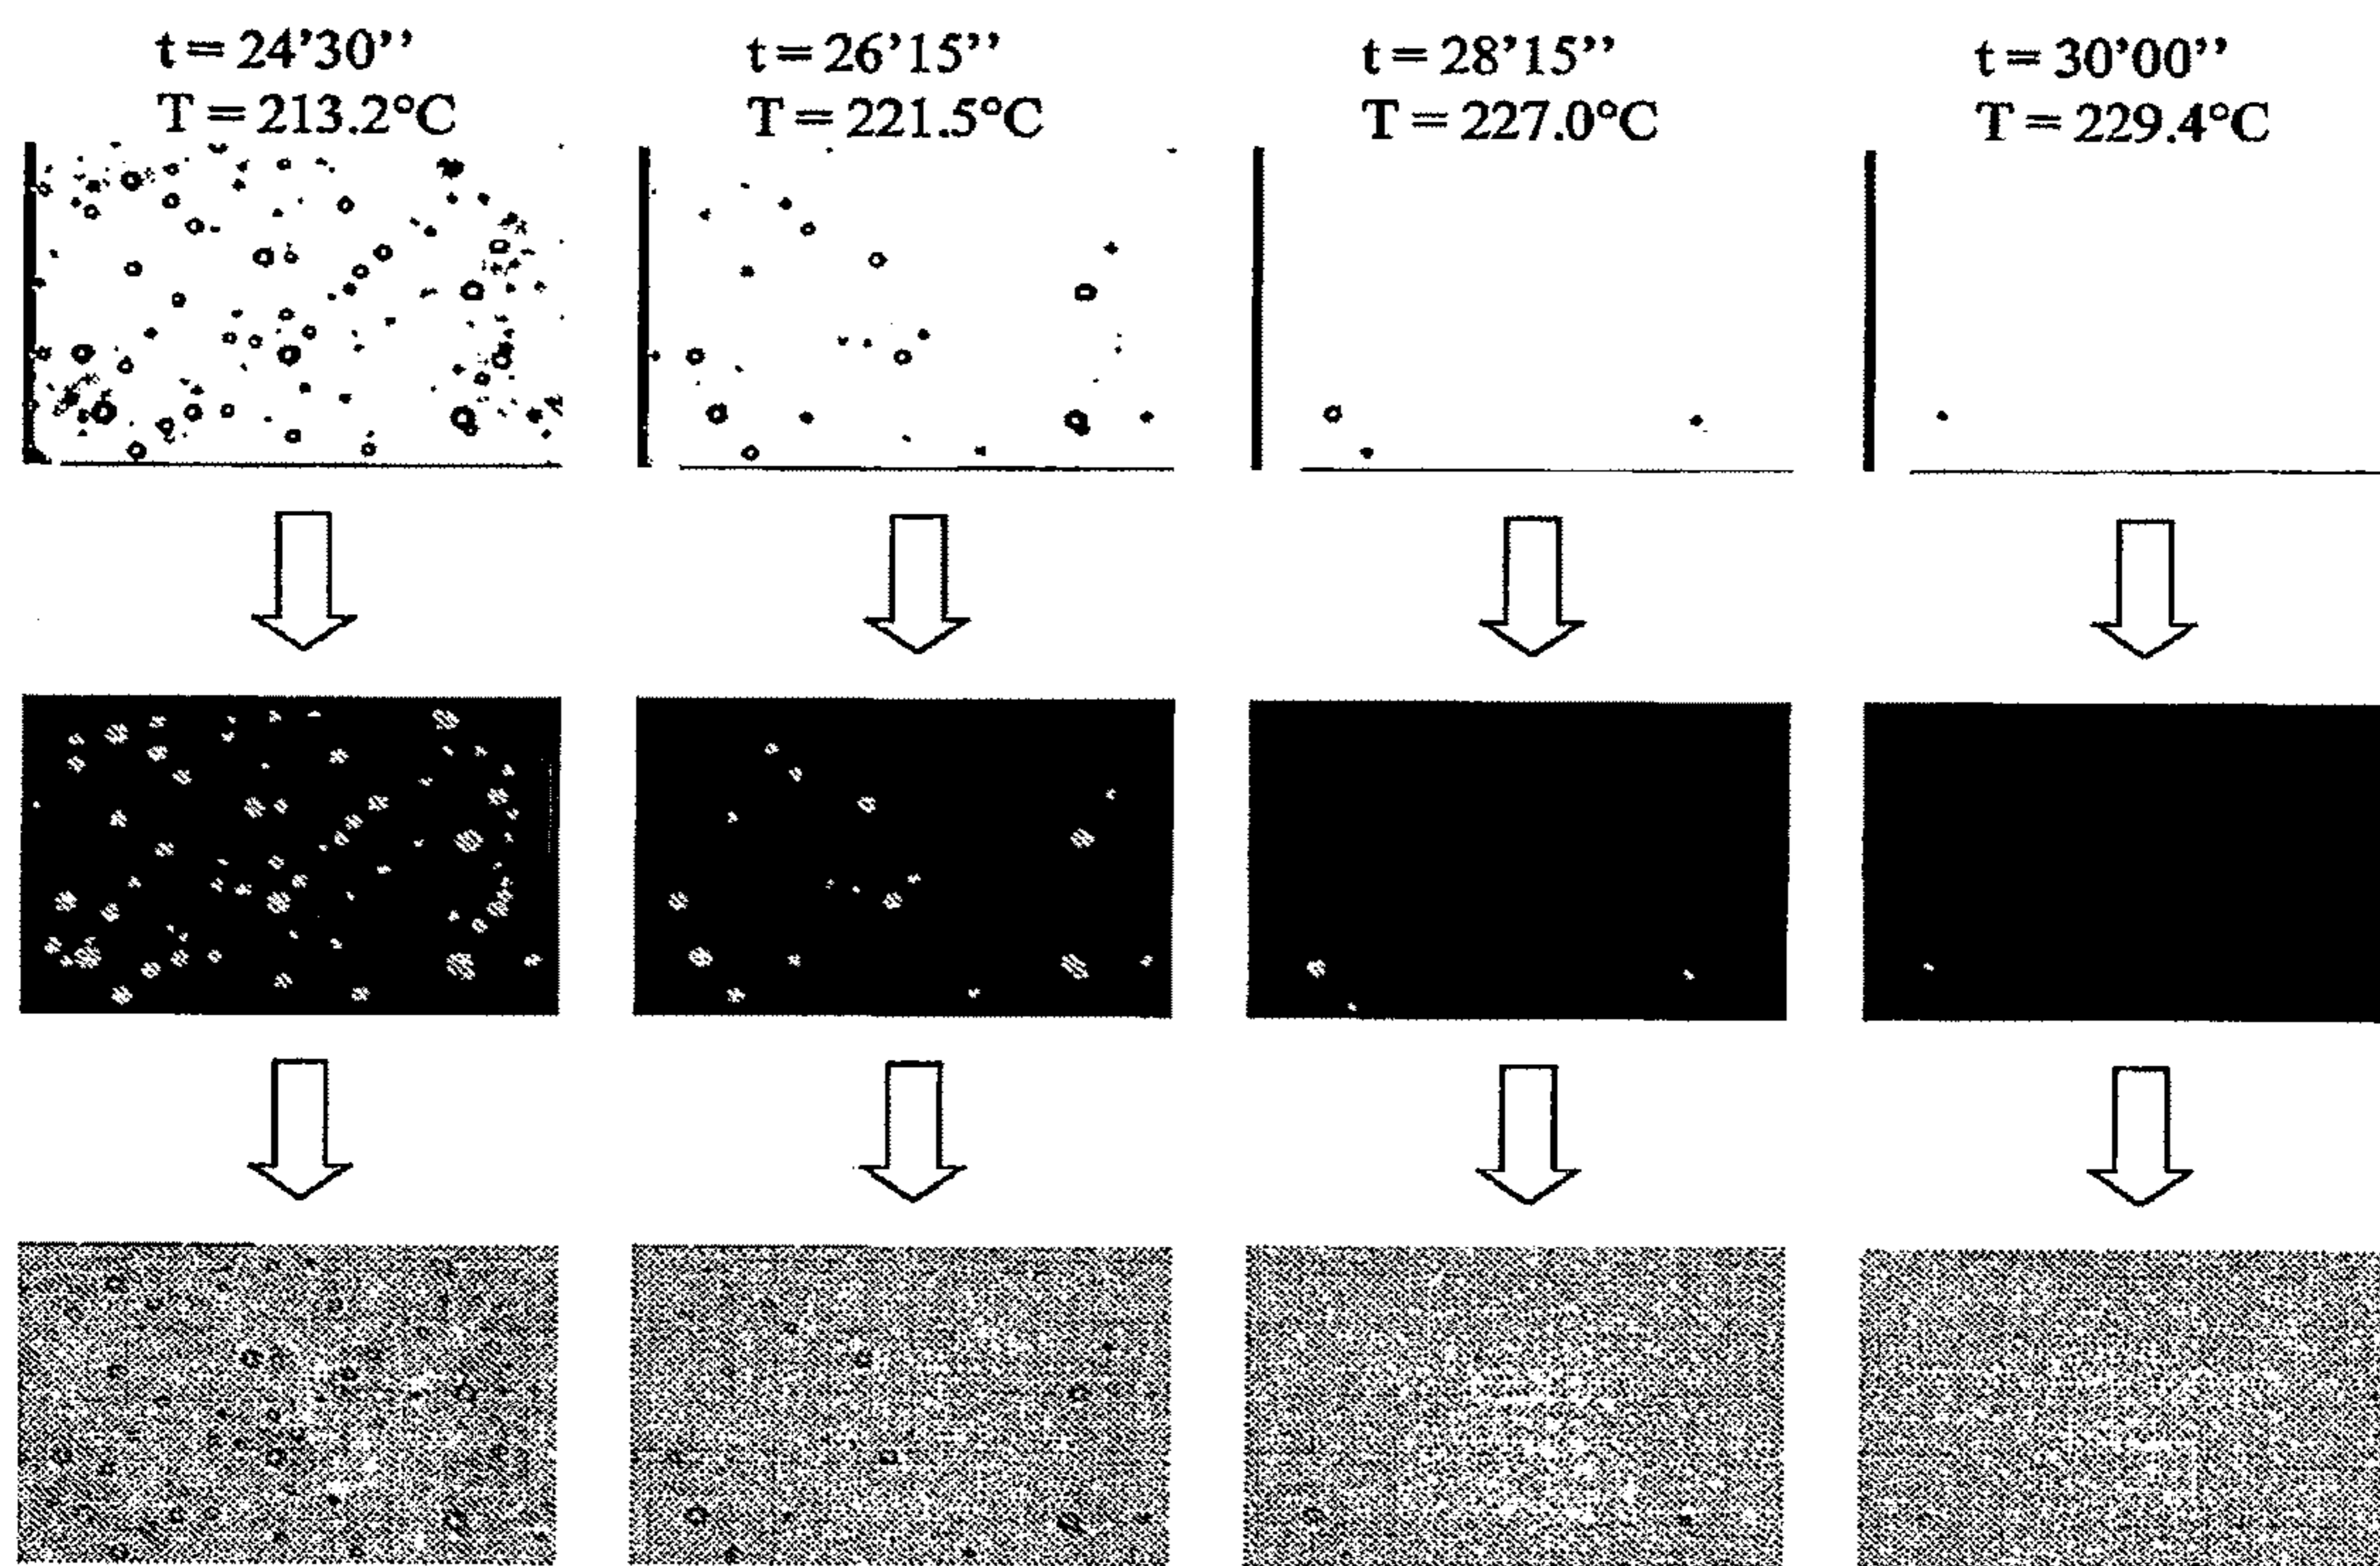 t = 24'30''
T = 213.2°C
t = 26'15''
T = 221.5°C
t = 28'15''
T = 227.0°C
t = 30'00''
T = 229.4°C